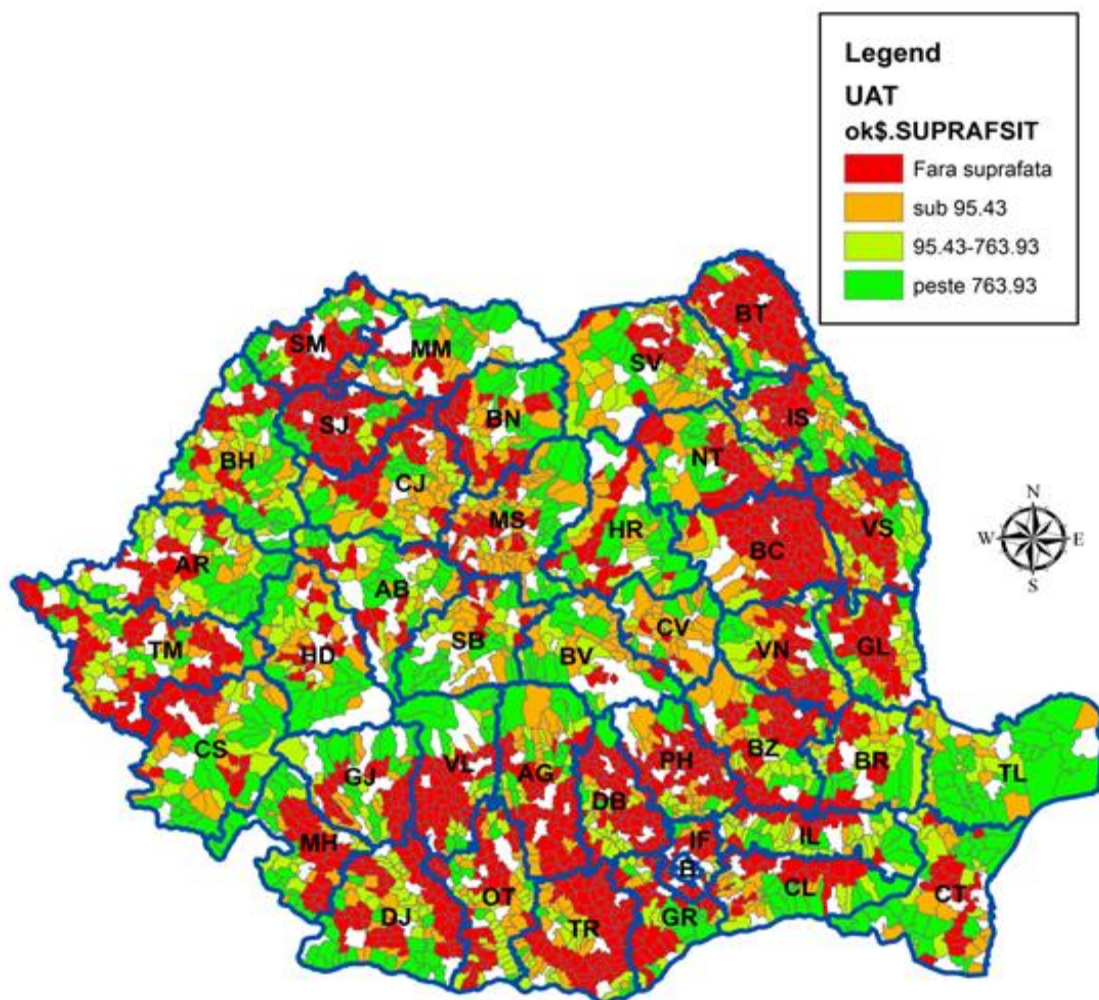 Legend
UAT
ok$.SUPRAFSIT
Fara suprafata
sub 95.43
95.43-763.93
peste 763.93
BT
SM
MM
SV
SJ
BN
IS
BH
CJ
NT
MS
HR
BC
VS
N
W
E
S
AR
AB
TM
HD
SB
BV
CV
VN
GL
CS
GJ
VL
AG
DB
PH
BZ
BR
TL
MH
IF
IL
B
DJ
OT
TR
GR
CL
CT